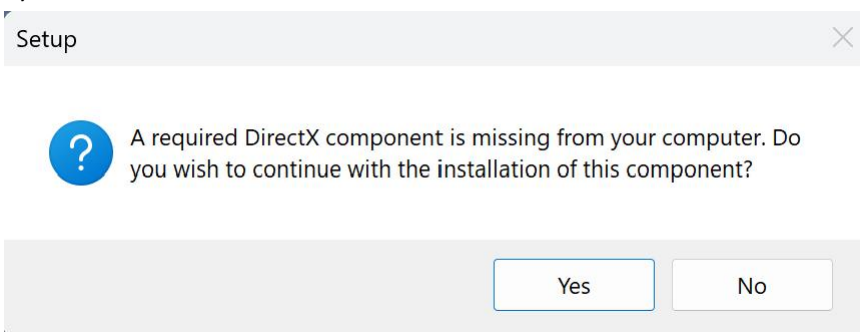 Setup
A required DirectX component is missing from your computer. Do
you wish to continue with the installation of this component?
Yes
No